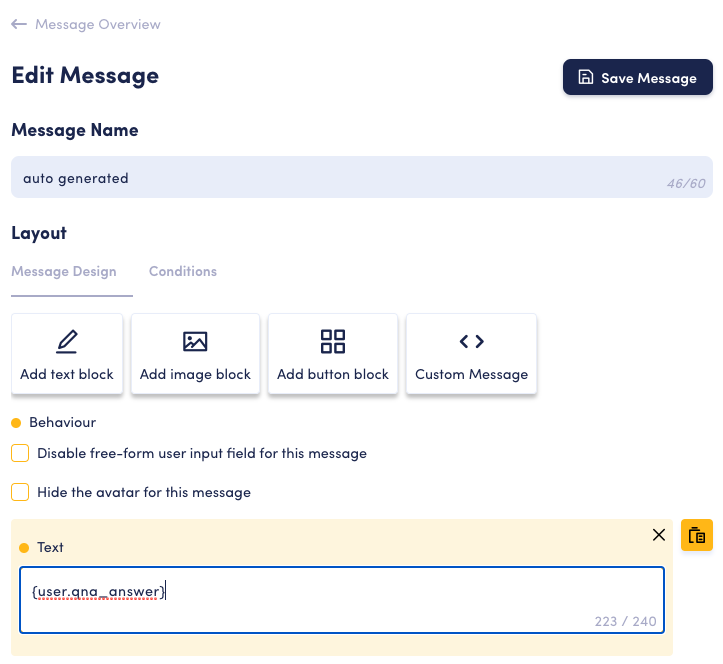 Message Overview
Edit Message
Save Message
Message Name
auto generated
46/60
Layout
Message Design
Conditions
Add text block
Add image block
Add button block
Custom Message
Behaviour
Disable free-form user input field for this message
Hide the avatar for this message
Text
{user.qna_answer}
223 / 240